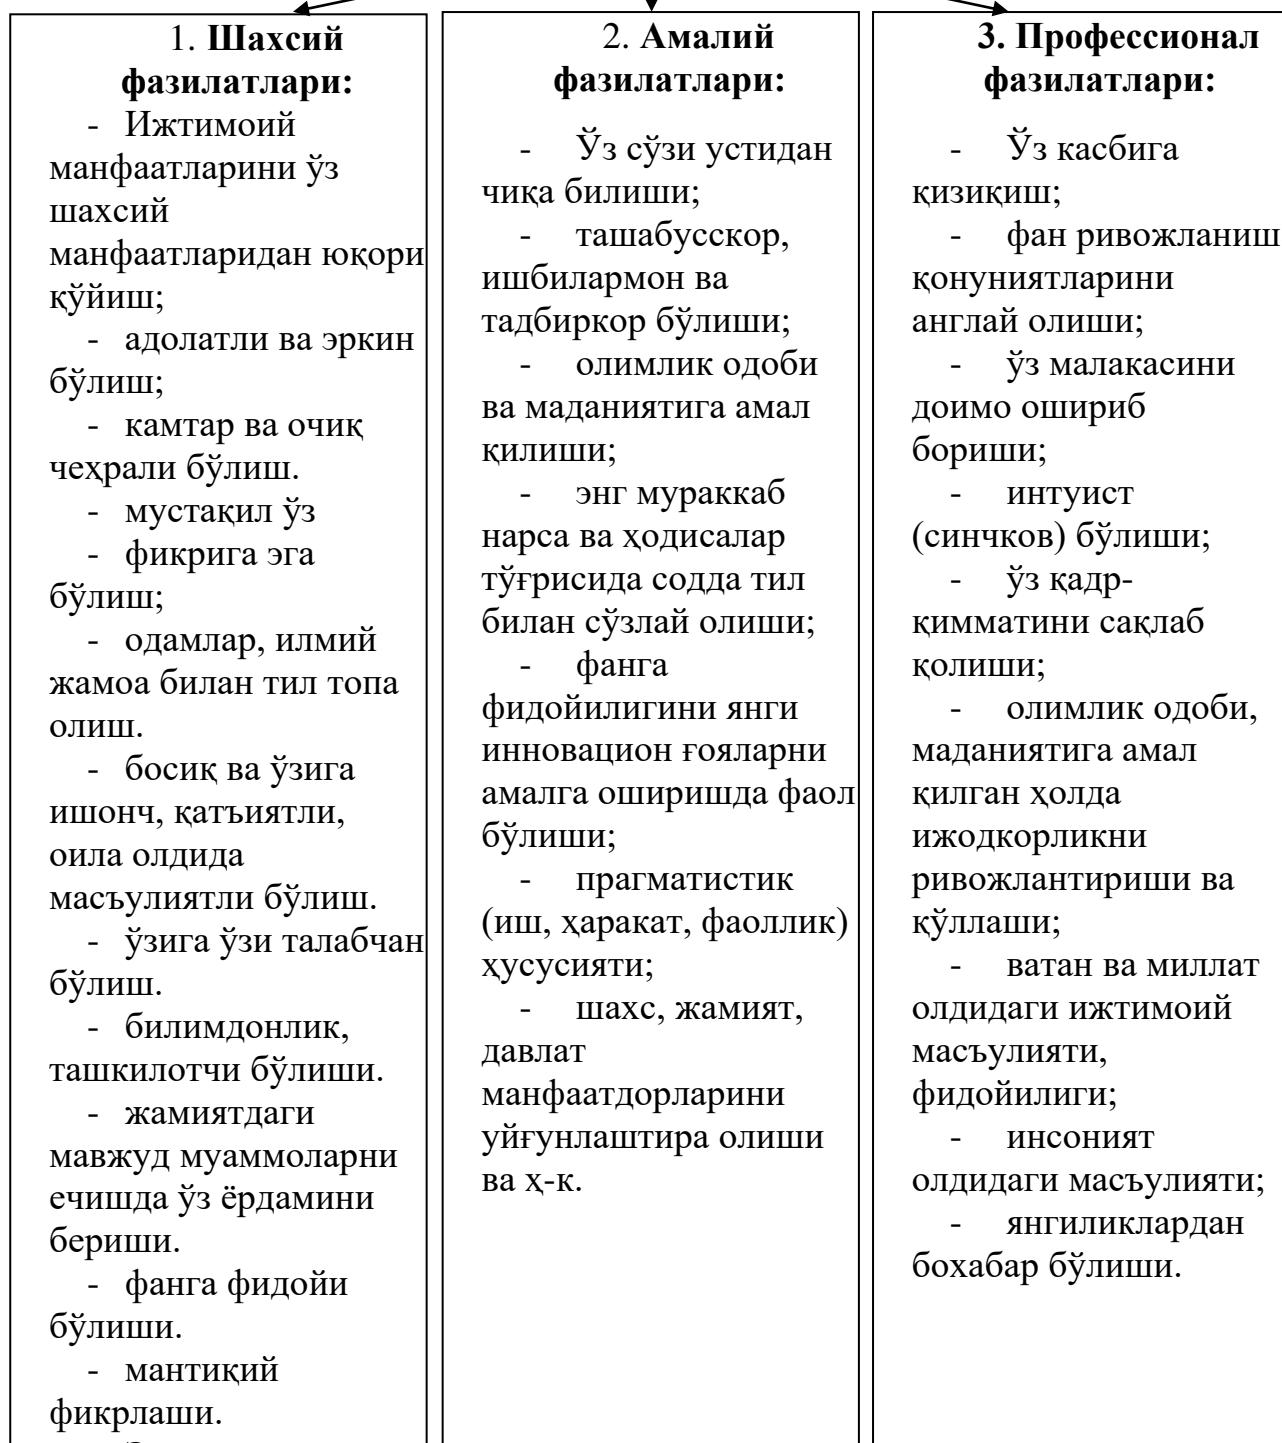 1. Шахсий
фазилатлари:
- Ижтимоий
манфаатларини ўз
шахсий
манфаатларидан юқори
қўйиш;
- адолатли ва эркин
бўлиш;
- камтар ва очиқ
чеҳрали бўлиш.
- мустақил ўз
- фикрига эга
бўлиш;
- одамлар, илмий
жамоа билан тил топа
олиш.
- босиқ ва ўзига
ишонч, қатъиятли,
оила олдида
масъулиятли бўлиш.
- ўзига ўзи талабчан
бўлиш.
- билимдонлик,
ташкилотчи бўлиши.
- жамиятдаги
мавжуд муаммоларни
ечишда ўз ёрдамини
бериши.
- фанга фидойи
бўлиши.
- мантиқий
фикрлаши.
2. Амалий
фазилатлари:
- Ўз сўзи устидан
чиқа билиши;
- ташабусскор,
ишбилармон ва
тадбиркор бўлиши;
- олимлик одоби
ва маданиятига амал
қилиши;
- энг мураккаб
нарса ва ҳодисалар
тўғрисида содда тил
билан сўзлай олиши;
- фанга
фидойилигини янги
инновацион ғояларни
амалга оширишда фаол
бўлиши;
- прагматистик
(иш, ҳаракат, фаоллик)
ҳусусияти;
- шахс, жамият,
давлат
манфаатдорларини
уйғунлаштира олиши
ва ҳ-к.
3. Профессионал
фазилатлари:
- Ўз касбига
қизиқиш;
- фан ривожланиш
қонуниятларини
англай олиши;
- ўз малакасини
доимо ошириб
бориши;
- интуист
(синчков) бўлиши;
- ўз қадр-
қимматини сақлаб
қолиши;
- олимлик одоби,
маданиятига амал
қилган ҳолда
ижодкорликни
ривожлантириши ва
қўллаши;
- ватан ва миллат
олдидаги ижтимоий
масъулияти,
фидойилиги;
- инсоният
олдидаги масъулияти;
- янгиликлардан
бохабар бўлиши.